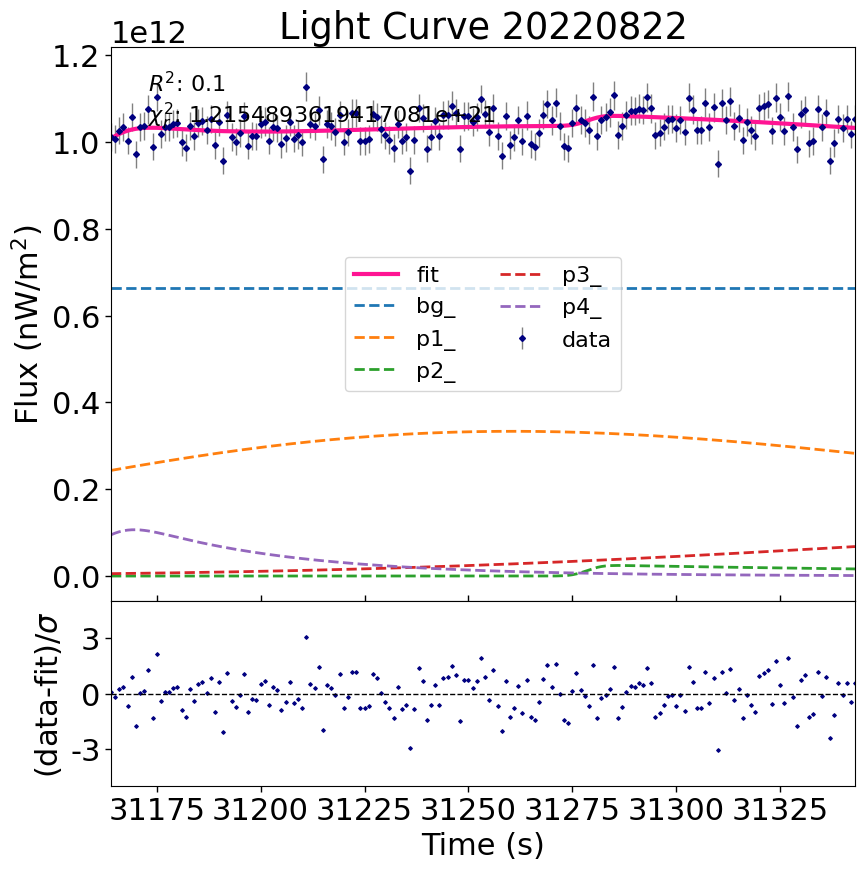 Light Curve 20220822
1e12
R²: 0.1
χ²: 1.2154893619417081e+21
1.2
1.0
0.8
0.6
0.4
0.2
0.0
Flux (nW/m²)
fit
bg_
p1_
p2_
p3_
p4_
data
3
0
-3
(data-fit)/σ
31175 31200 31225 31250 31275 31300 31325
Time (s)